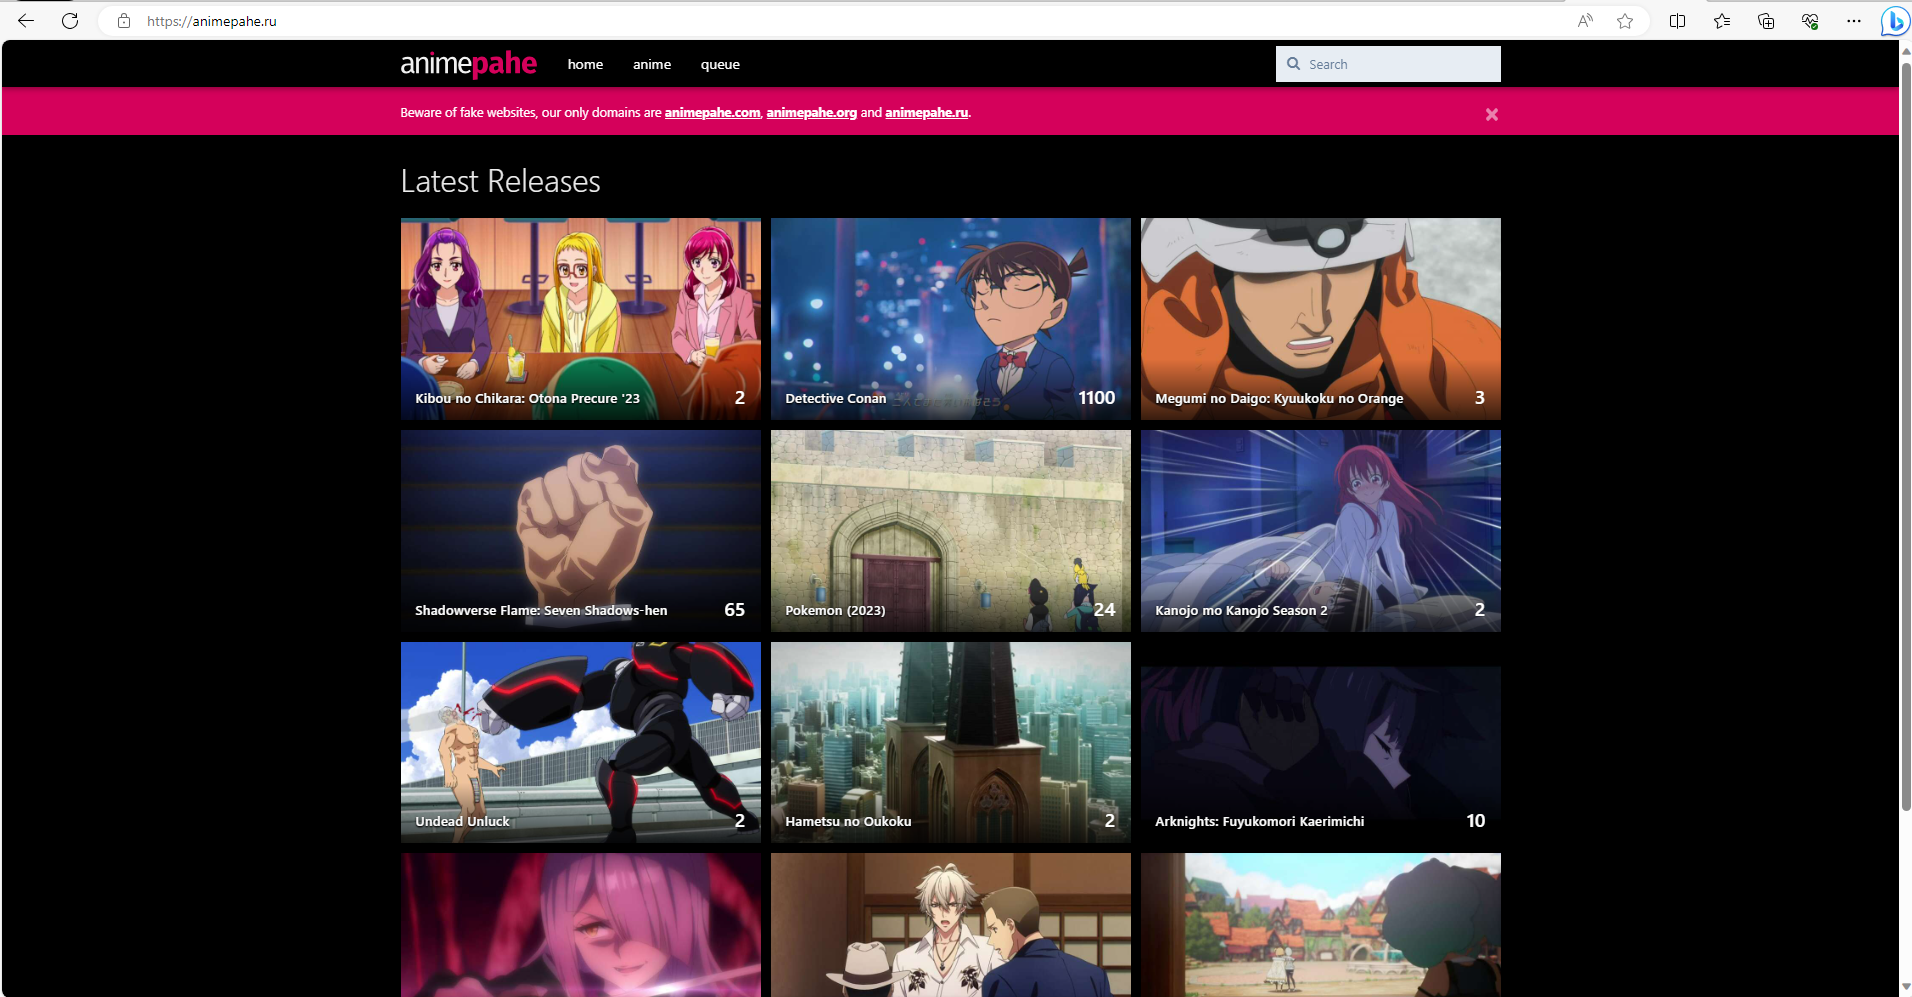 https://animepahe.ru
animepahe home anime queue Search
Beware of fake websites, our only domains are animepahe.com, animepahe.org and animepahe.ru.
Latest Releases
Kibou no Chikara: Otona Precure '23 2
Detective Conan 1100
Megumi no Daigo: Kyuukoku no Orange 3
Shadowverse Flame: Seven Shadows-hen 65
Pokemon (2023) 24
Kanojo mo Kanojo Season 2 2
Undead Unluck 2
Hametsu no Oukoku 2
Arknights: Fuyukomori Kaerimichi 10